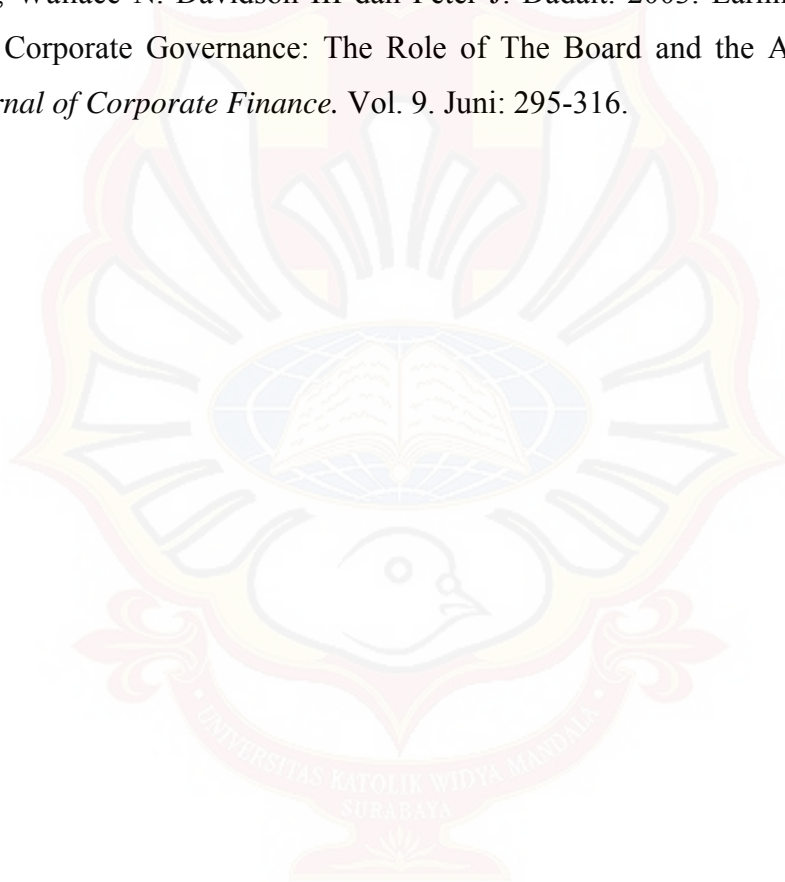 Wallace N. Davidson III dan Peter J. Dadalt. 2003.
Corporate Governance: The Role of The Board and the A
rnal of Corporate Finance. Vol. 9. Juni: 295-316.
UNIVERSITAS KATOLIK WIDYA MANDALA
SURABAYA